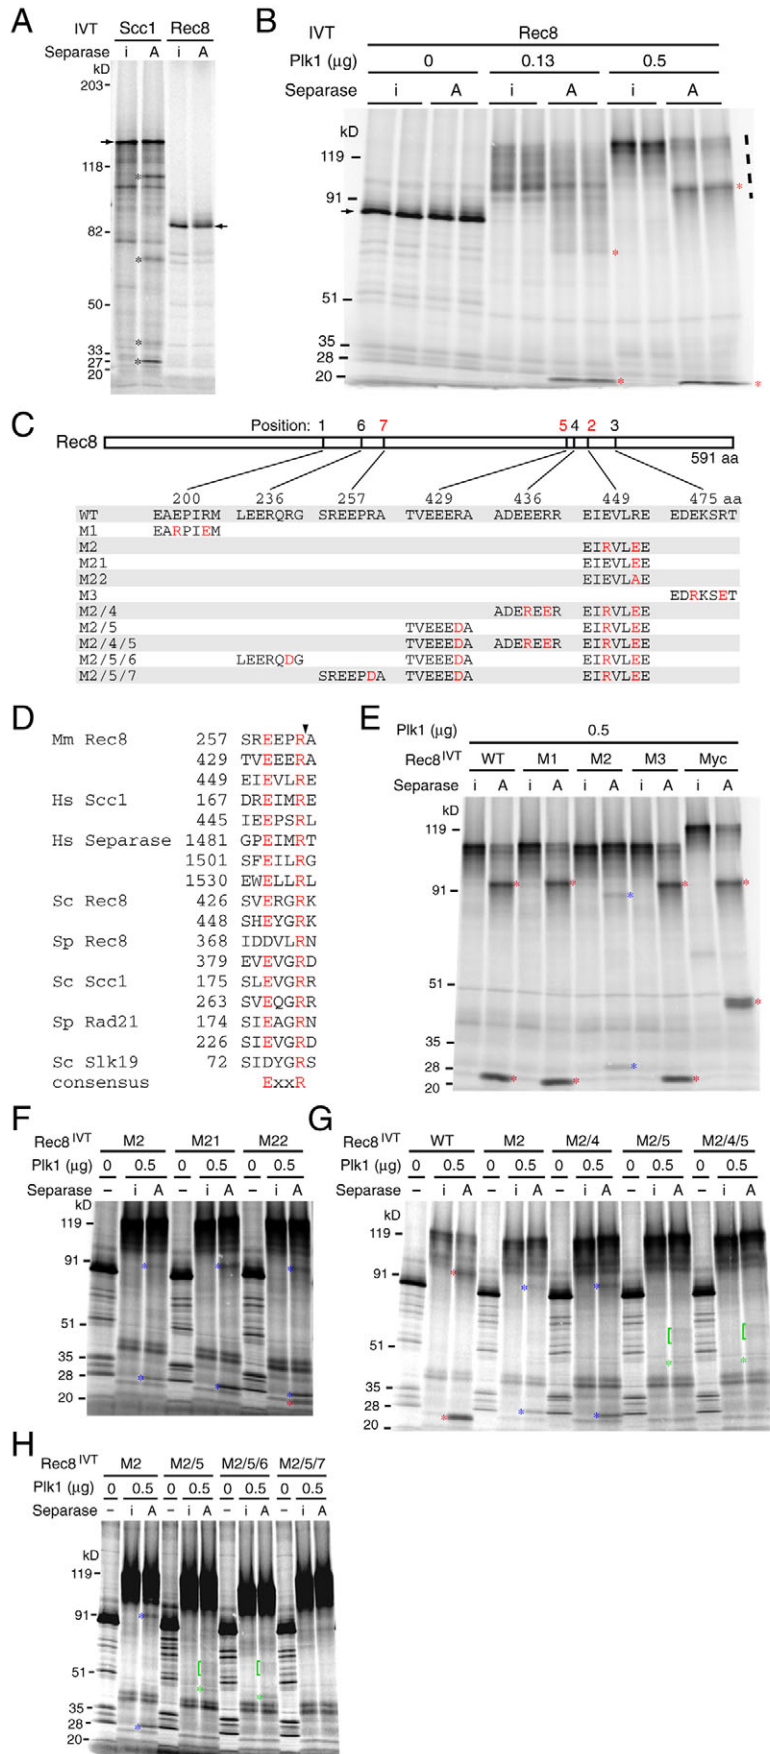 A
IVT Scc1 Rec8
Separase i A i A
kD
203
118
82
50
33
27
20
B
IVT Rec8
Plk1 (µg) 0 0.13 0.5
Separase i A i A i A
kD
119
91
51
35
28
20
C
Position: 1 6 7 5 4 2 3
Rec8
591 aa
200 236 257 429 436 449 475 aa
WT EAEPIRM LEERQRG SREEPRA TVEEERA ADEEERR EIEVLRE EDEKSRT
M1 EARPIEM
M2 EIRVLEE
M21 EIEVLEE
M22 EIEVLAE
M3 EDRKSET
M2/4 ADEREER EIRVLEE
M2/5 TVEEEDA EIRVLEE
M2/4/5 TVEEEDA ADEREER EIRVLEE
M2/5/6 LEERQDG TVEEEDA EIRVLEE
M2/5/7 SREEPDA TVEEEDA EIRVLEE
D
Mm Rec8 257 SREEPRA
429 TVEEERA
449 EIEVLRE
Hs Scc1 167 DREIMRE
445 IEEPSRL
Hs Separase 1481 GPEIMRT
1501 SFEILRG
1530 EWELLRL
Sc Rec8 426 SVERGRK
448 SHEYGRK
Sp Rec8 368 IDDVLRN
379 EVEVGRD
Sc Scc1 175 SLEVGRR
263 SVEQGRR
Sp Rad21 174 SIEAGRN
226 SIEVGRD
Sc Slk19 72 SIDYGRS
consensus ExxR
E
Plk1 (µg) 0.5
Rec8 IVT WT M1 M2 M3 Myc
Separase i A i A i A i A i A
kD
119
91
51
35
28
20
F
Rec8 IVT M2 M21 M22
Plk1 (µg) 0 0.5 0 0.5 0 0.5
Separase – i A – i A – i A
kD
119
91
51
35
28
20
G
Rec8 IVT WT M2 M2/4 M2/5 M2/4/5
Plk1 (µg) 0 0.5 0 0.5 0 0.5 0 0.5 0 0.5
Separase – i A – i A – i A – i A – i A
kD
119
91
51
35
28
20
H
Rec8 IVT M2 M2/5 M2/5/6 M2/5/7
Plk1 (µg) 0 0.5 0 0.5 0 0.5 0 0.5
Separase – i A – i A – i A – i A
kD
119
91
51
35
28
20